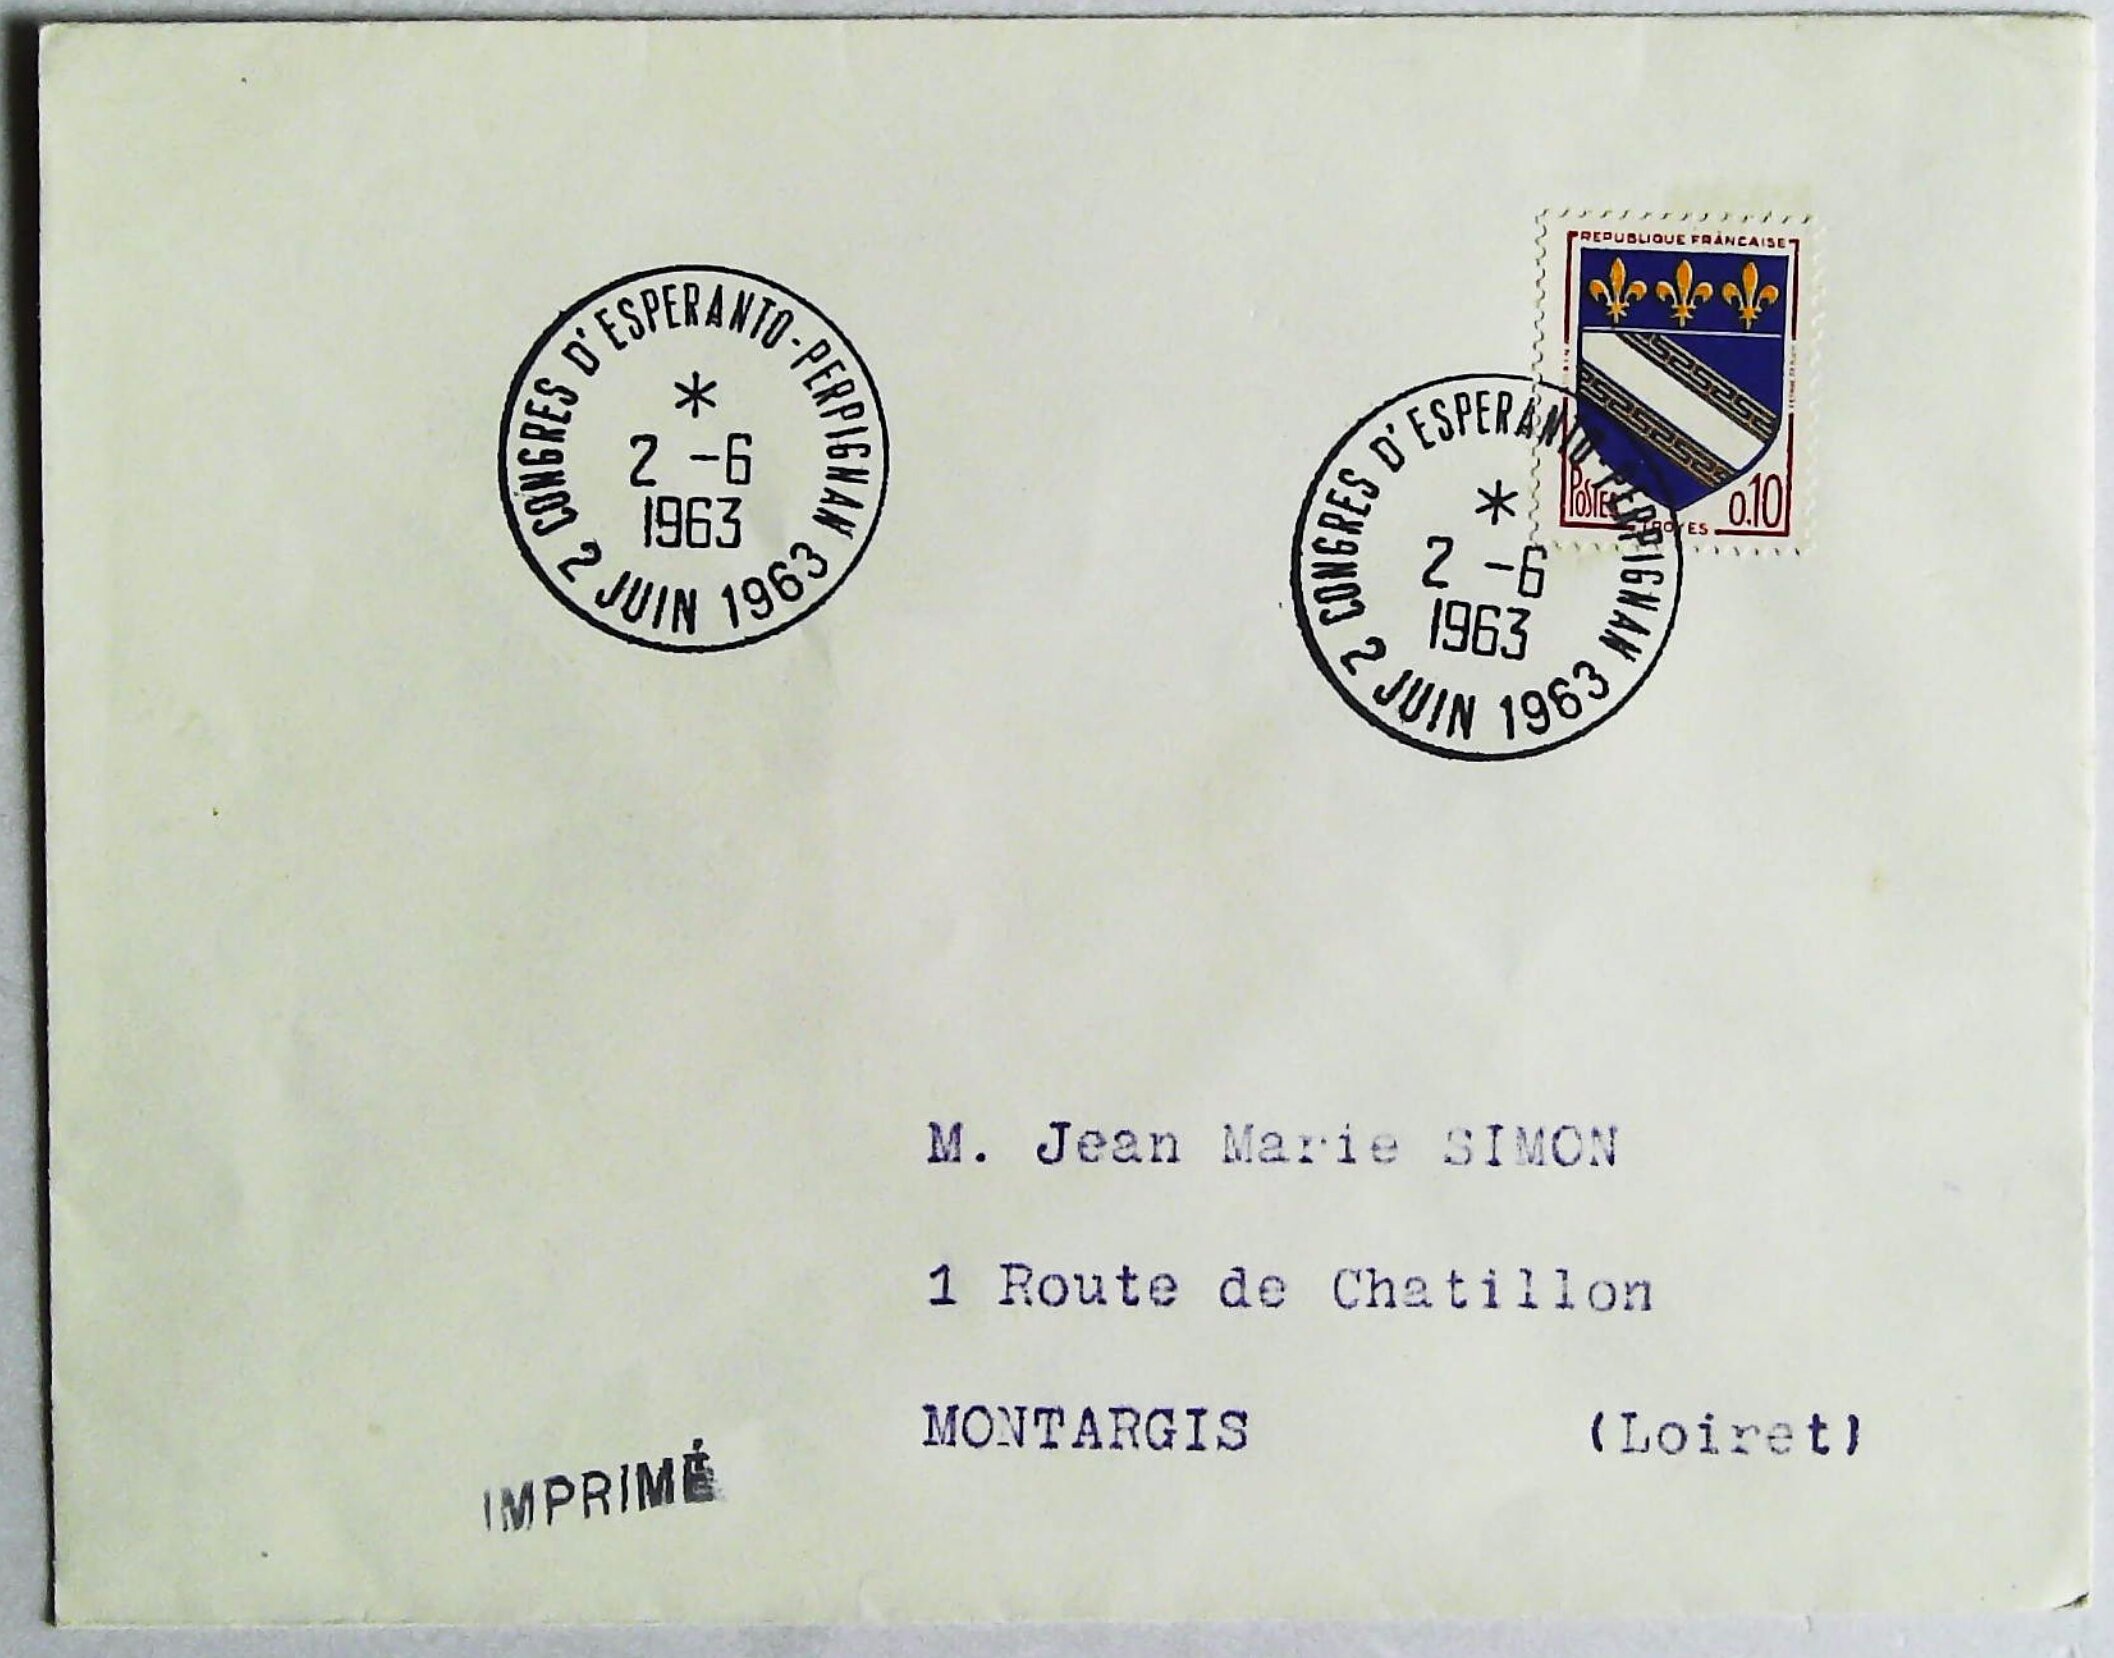 CONGRES D'ESPERANTO-PERPIGNAN
*
2 -6
1963
2 JUIN 1963
REPUBLIQUE FRANCAISE
POSTES
TROYES
0.10
CONGRES D'ESPERANTO-PERPIGNAN
*
2 -6
1963
2 JUIN 1963
M. Jean Marie SIMON
1 Route de Chatillon
MONTARGIS (Loiret)
IMPRIMÉ